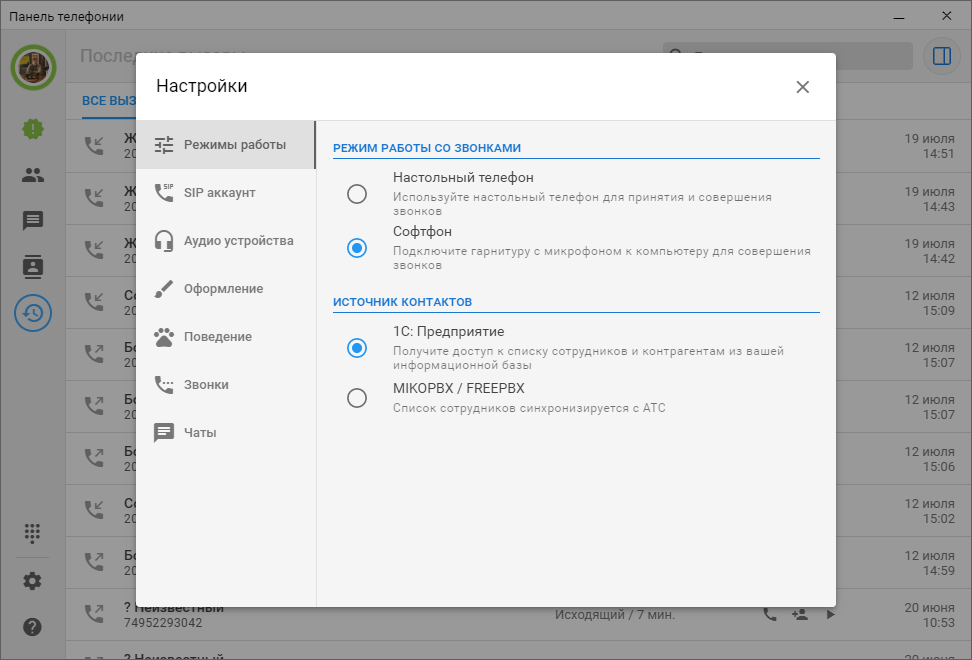 Панель телефонии
Последние вызовы
ВСЕ ВЫЗ
Настройки
Режимы работы
SIP
SIP аккаунт
Аудио устройства
Оформление
Поведение
Звонки
Чаты
РЕЖИМ РАБОТЫ СО ЗВОНКАМИ
Настольный телефон
Используйте настольный телефон для принятия и совершения
звонков
Софтфон
Подключите гарнитуру с микрофоном к компьютеру для совершения
звонков
ИСТОЧНИК КОНТАКТОВ
1С: Предприятие
Получите доступ к списку сотрудников и контрагентам из вашей
информационной базы
MIKOPBX / FREEPBX
Список сотрудников синхронизируется с АТС
Ж
20
19 июля
14:51
Ж
20
19 июля
14:43
Ж
20
19 июля
14:42
Со
20
12 июля
15:09
Бо
20
12 июля
15:07
Бо
20
12 июля
15:07
Бо
20
12 июля
15:06
Со
20
12 июля
15:02
Бо
20
12 июля
14:59
? Неизвестный
74952293042
Исходящий / 7 мин.
20 июня
10:53
? Неизвестный
20 июня